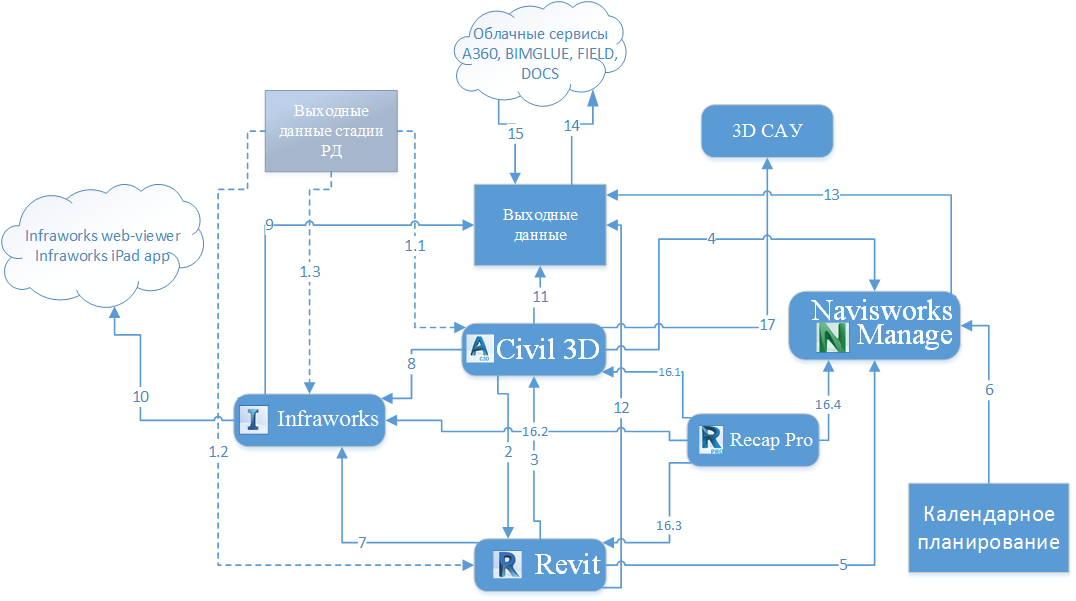 Облачные сервисы
A360, BIMGLUE, FIELD,
DOCS
Выходные
данные стадии
РД
3D САУ
15
14
Выходные
данные
13
9
4
1.1
Infraworks web-viewer
Infraworks iPad app
1.3
11
17
Navisworks
Manage
A
C3D
Civil 3D
8
16.1
10
12
16.4
6
I
Infraworks
16.2
R
PRO
Recap Pro
1.2
2
3
16.3
Календарное
планирование
7
R
Revit
5